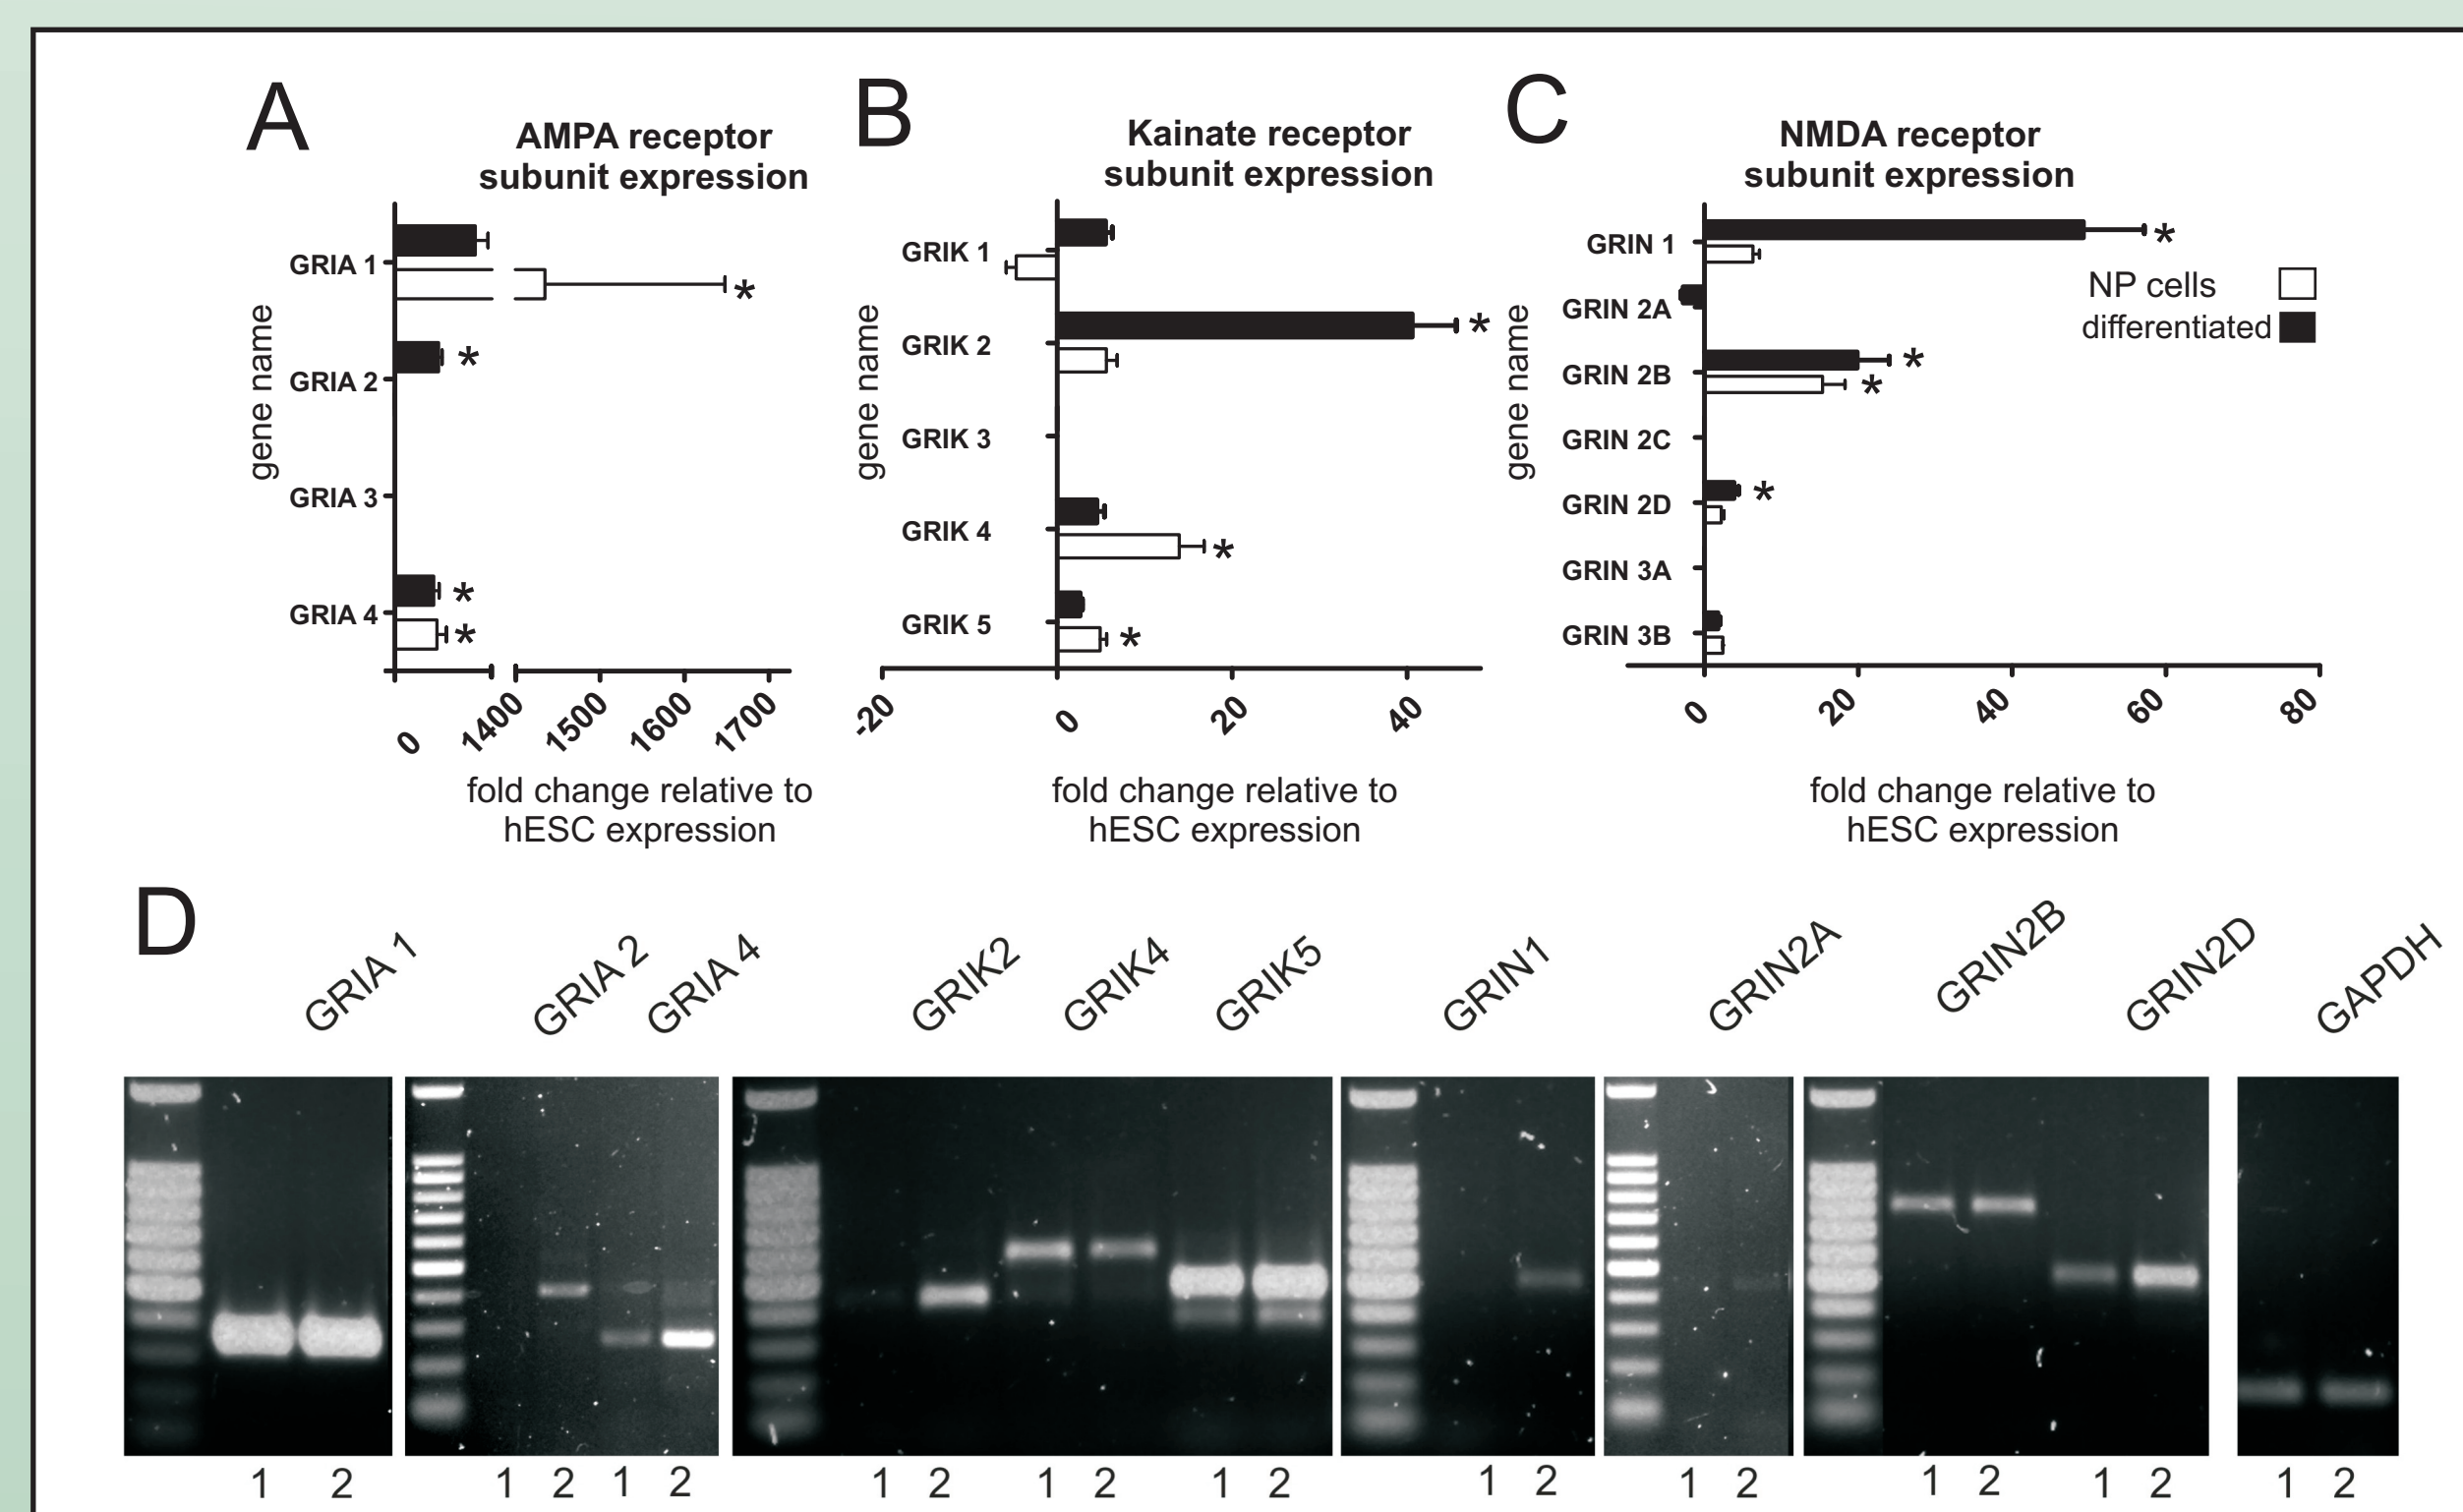 A
AMPA receptor
subunit expression
gene name
GRIA 1
*
GRIA 2
*
GRIA 3
GRIA 4
*
*
0
1400
1500
1600
1700
fold change relative to
hESC expression
B
Kainate receptor
subunit expression
gene name
GRIK 1
GRIK 2
*
GRIK 3
GRIK 4
*
GRIK 5
*
-20
0
20
40
fold change relative to
hESC expression
C
NMDA receptor
subunit expression
gene name
GRIN 1
*
GRIN 2A
GRIN 2B
*
*
GRIN 2C
GRIN 2D
*
GRIN 3A
GRIN 3B
NP cells
differentiated
0
20
40
60
80
fold change relative to
hESC expression
D
GRIA 1
GRIA 2
GRIA 4
GRIK2
GRIK4
GRIK5
GRIN1
GRIN2A
GRIN2B
GRIN2D
GAPDH
1 2 1 2 1 2 1 2 1 2 1 2 1 2 1 2 1 2 1 2 1 2